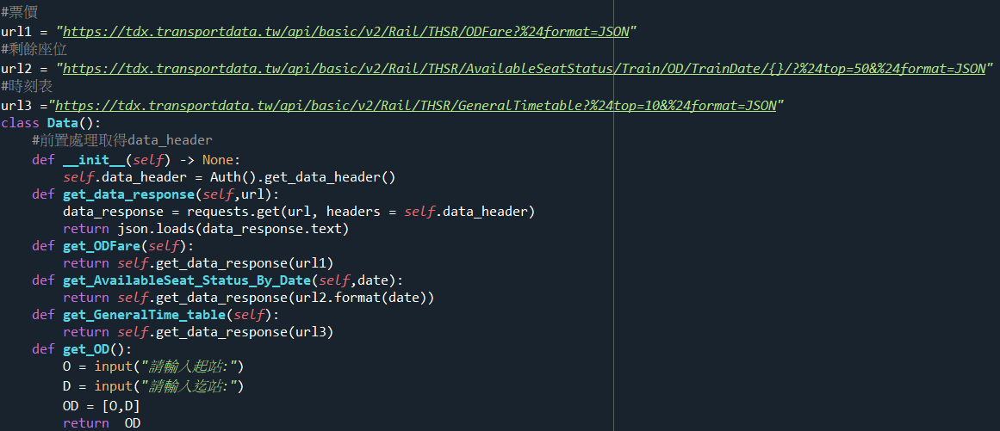 #票價
url1 = "https://tdx.transportdata.tw/api/basic/v2/Rail/THSR/ODFare?%24format=JSON"
#剩餘座位
url2 = "https://tdx.transportdata.tw/api/basic/v2/Rail/THSR/AvailableSeatStatus/Train/OD/TrainDate/{}/?%24top=50&%24format=JSON"
#時刻表
url3 ="https://tdx.transportdata.tw/api/basic/v2/Rail/THSR/GeneralTimetable?%24top=10&%24format=JSON"
class Data():
    #前置處理取得data_header
    def __init__(self) -> None:
        self.data_header = Auth().get_data_header()
    def get_data_response(self,url):
        data_response = requests.get(url, headers = self.data_header)
        return json.loads(data_response.text)
    def get_ODFare(self):
        return self.get_data_response(url1)
    def get_AvailableSeat_Status_By_Date(self,date):
        return self.get_data_response(url2.format(date))
    def get_GeneralTime_table(self):
        return self.get_data_response(url3)
    def get_OD():
        O = input("請輸入起站:")
        D = input("請輸入迄站:")
        OD = [O,D]
        return  OD